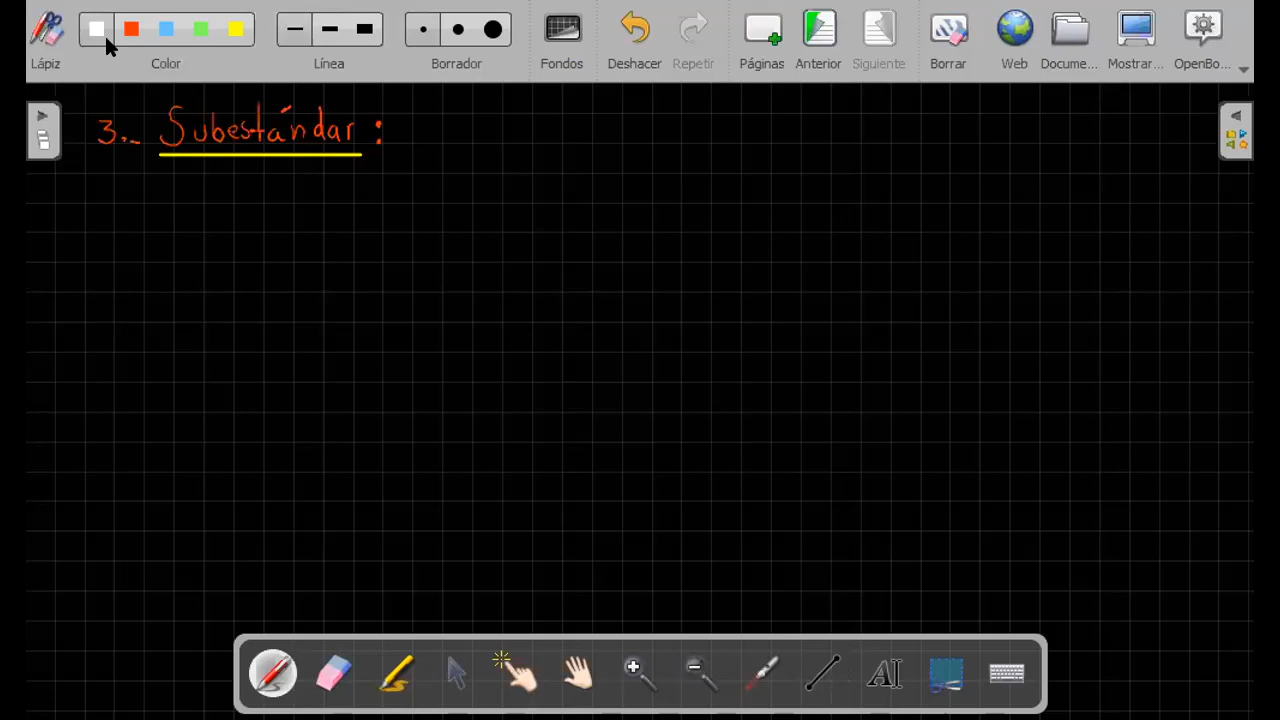 Lápiz Color Línea Borrador Fondos Deshacer Repetir Páginas Anterior Siguiente Borrar Web Docume... Mostrar... OpenBo...
3.- Subestándar:
AI